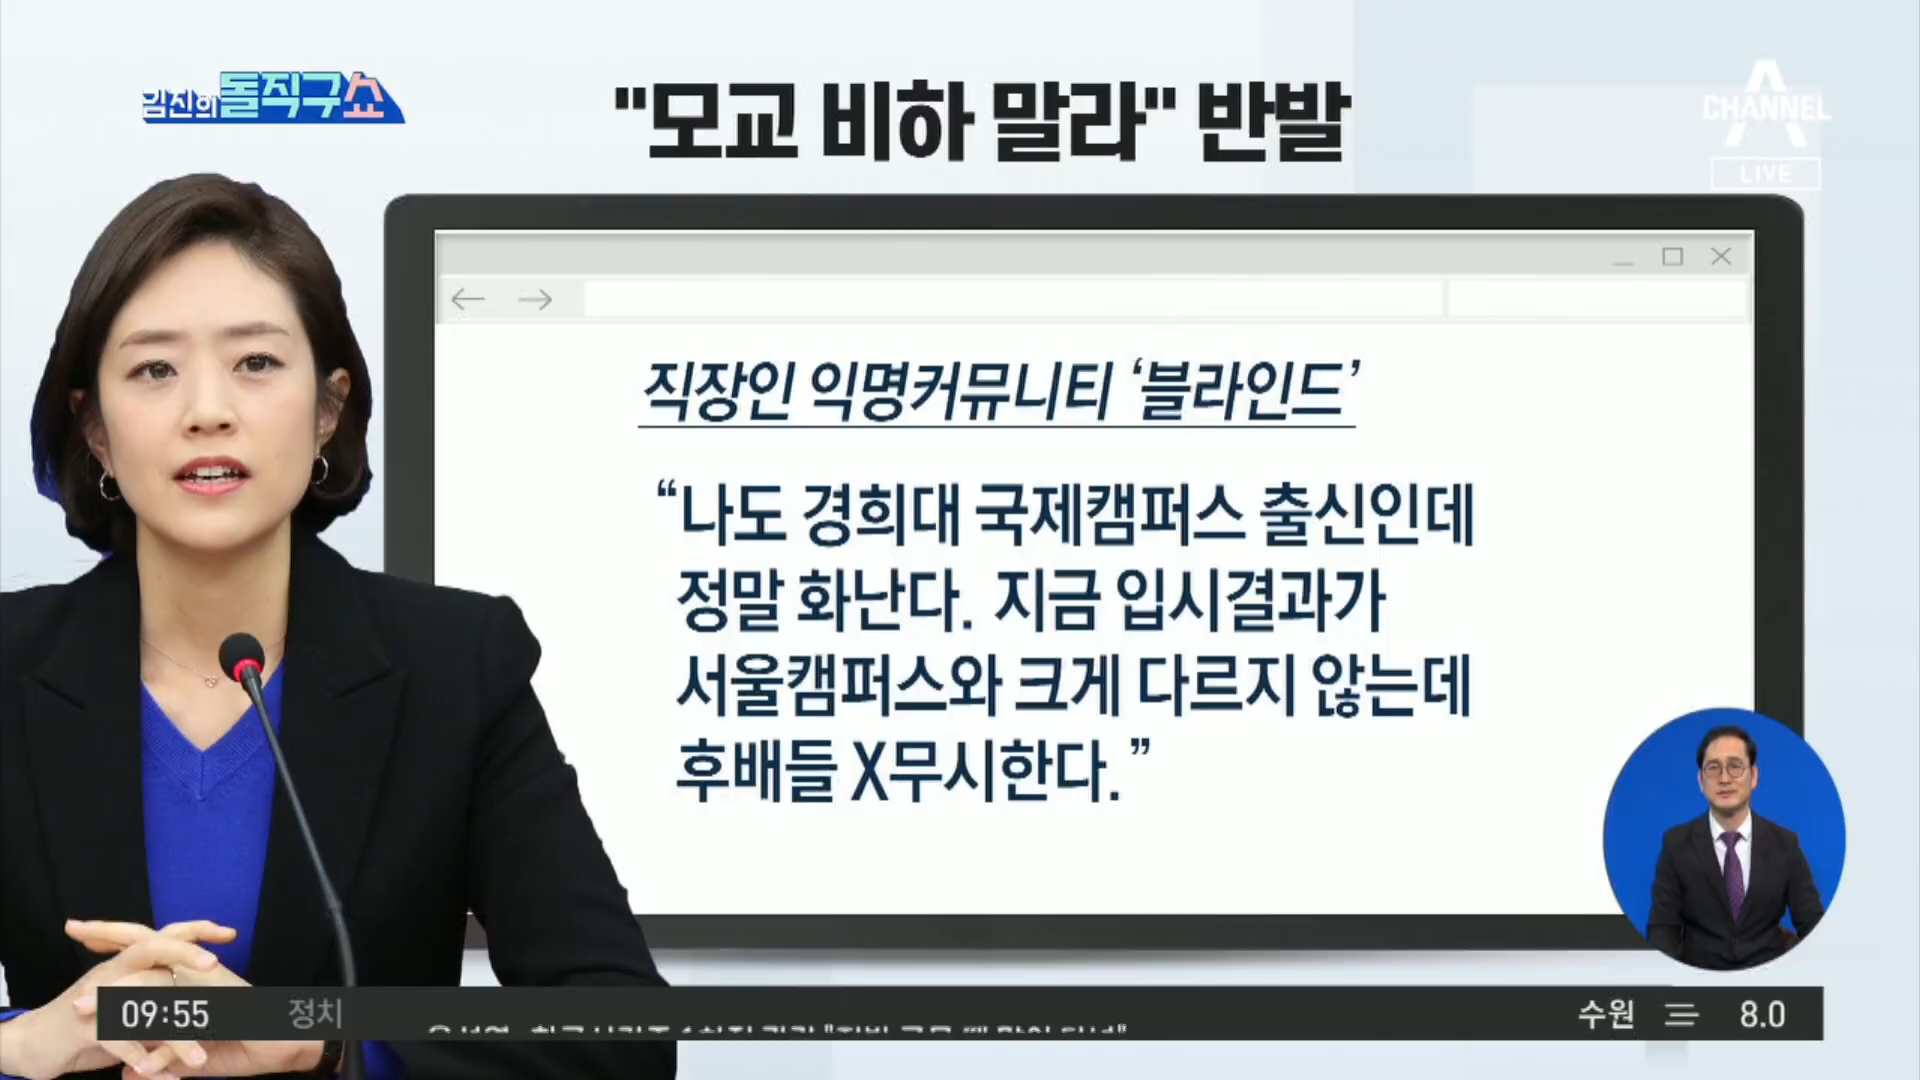 김진의 돌직구쇼
"모교 비하 말라" 반발
CHANNEL A
LIVE
직장인 익명커뮤니티 ‘블라인드’
“나도 경희대 국제캠퍼스 출신인데
정말 화난다. 지금 입시결과가
서울캠퍼스와 크게 다르지 않는데
후배들 X무시한다.”
09:55 정치
수원 8.0